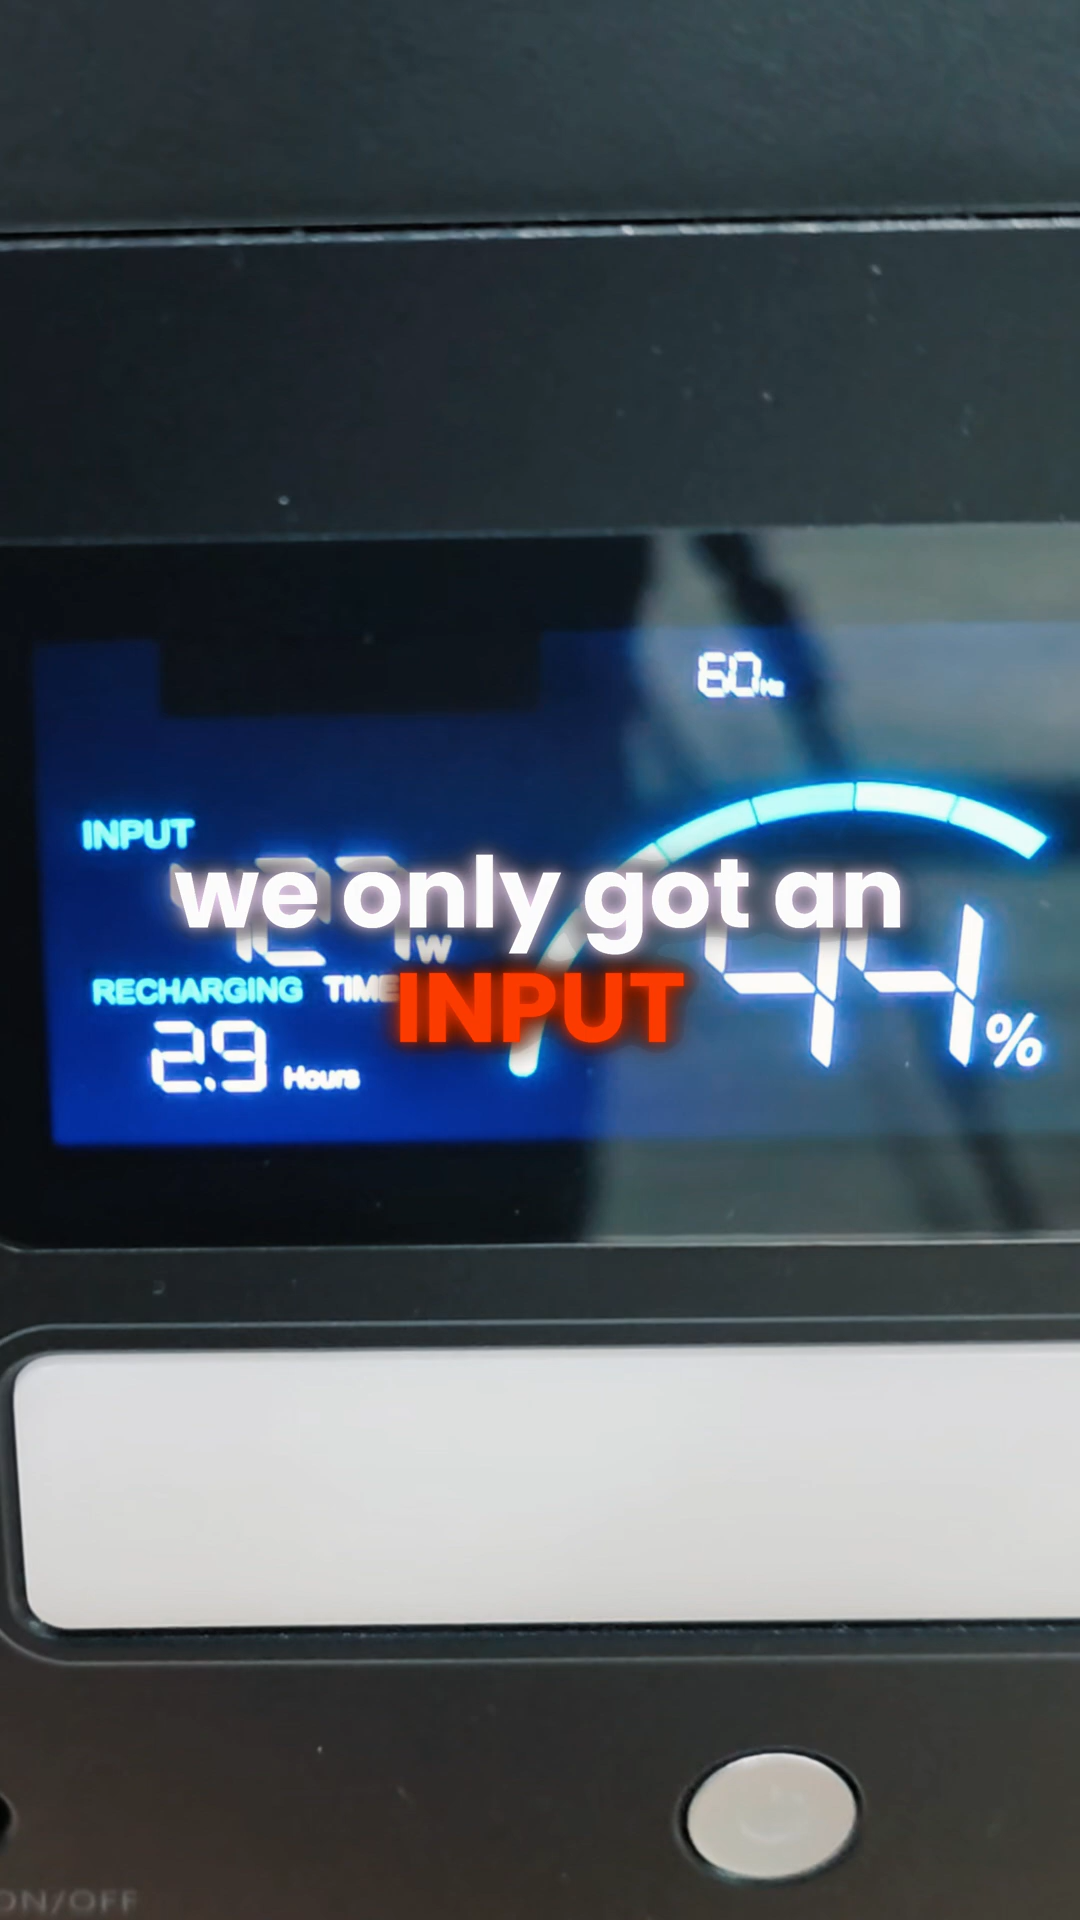 60Hz
INPUT
we only got an
W
INPUT
RECHARGING TIME
44%
2.9 Hours
ON/OFF